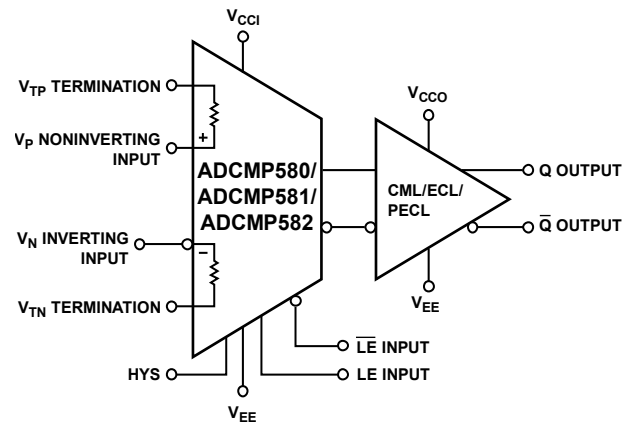 VCCI
VTP TERMINATION
VP NONINVERTING
INPUT
+
VCCO
ADCMP580/
ADCMP581/
ADCMP582
CML/ECL/
PECL
Q OUTPUT
Q̅ OUTPUT
VN INVERTING
INPUT
–
VTN TERMINATION
VEE
L̅E̅ INPUT
HYS
LE INPUT
VEE